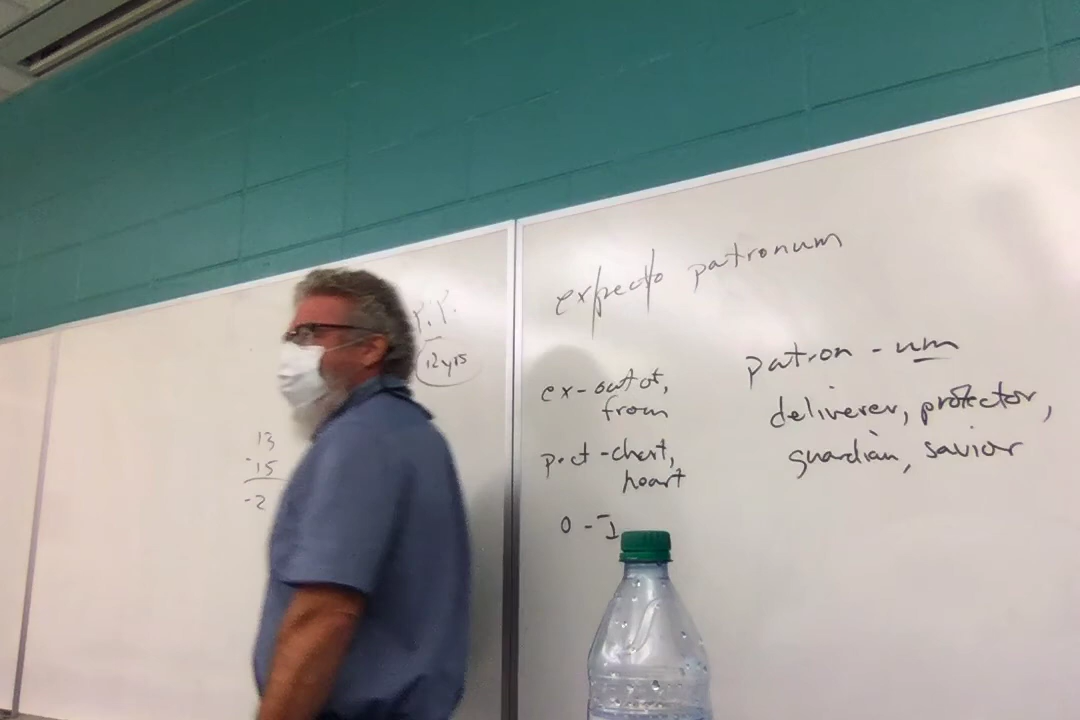 P.P.
12 yrs
13
- 15
-2
expecto patronum
ex - out of,
from
pect - chest,
heart
o - I
patron - um
deliverer, protector,
guardian, savior